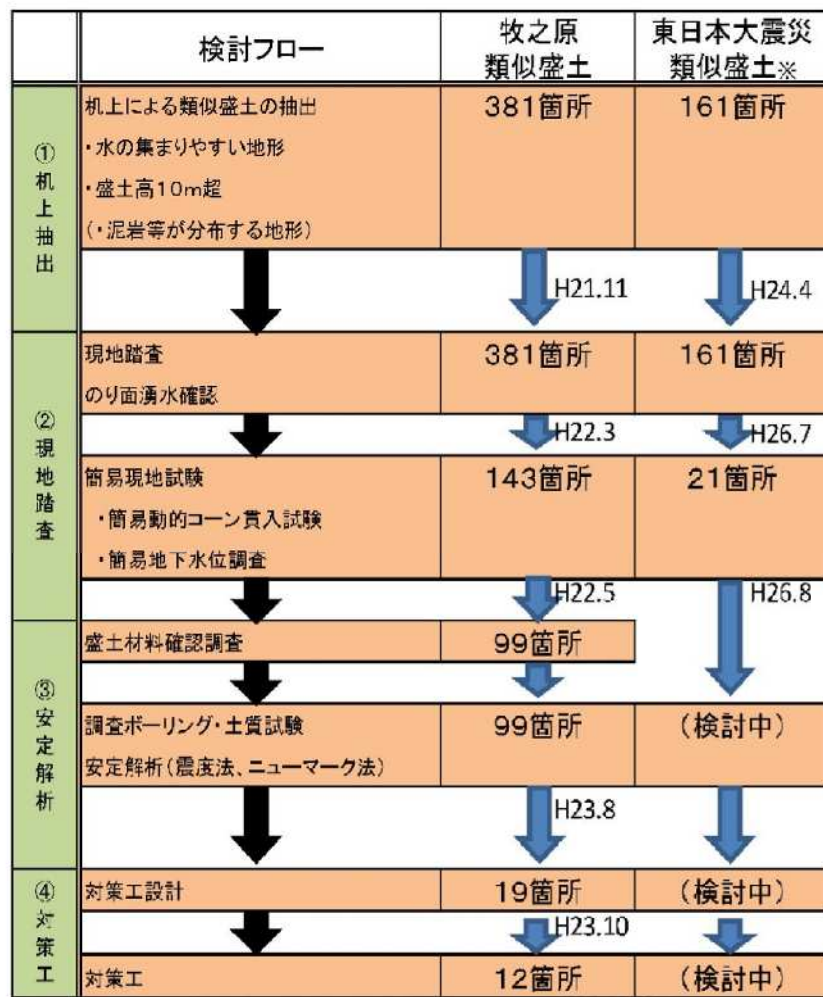 検討フロー
牧之原
類似盛土
東日本大震災
類似盛土※
①机上抽出
机上による類似盛土の抽出
・水の集まりやすい地形
・盛土高10m超
(・泥岩等が分布する地形)
381箇所
161箇所
H21.11
H24.4
②現地踏査
現地踏査
のり面湧水確認
381箇所
161箇所
H22.3
H26.7
簡易現地試験
・簡易動的コーン貫入試験
・簡易地下水位調査
143箇所
21箇所
H22.5
H26.8
③安定解析
盛土材料確認調査
99箇所
調査ボーリング・土質試験
安定解析(震度法、ニューマーク法)
99箇所
(検討中)
H23.8
④対策工
対策工設計
19箇所
(検討中)
H23.10
対策工
12箇所
(検討中)